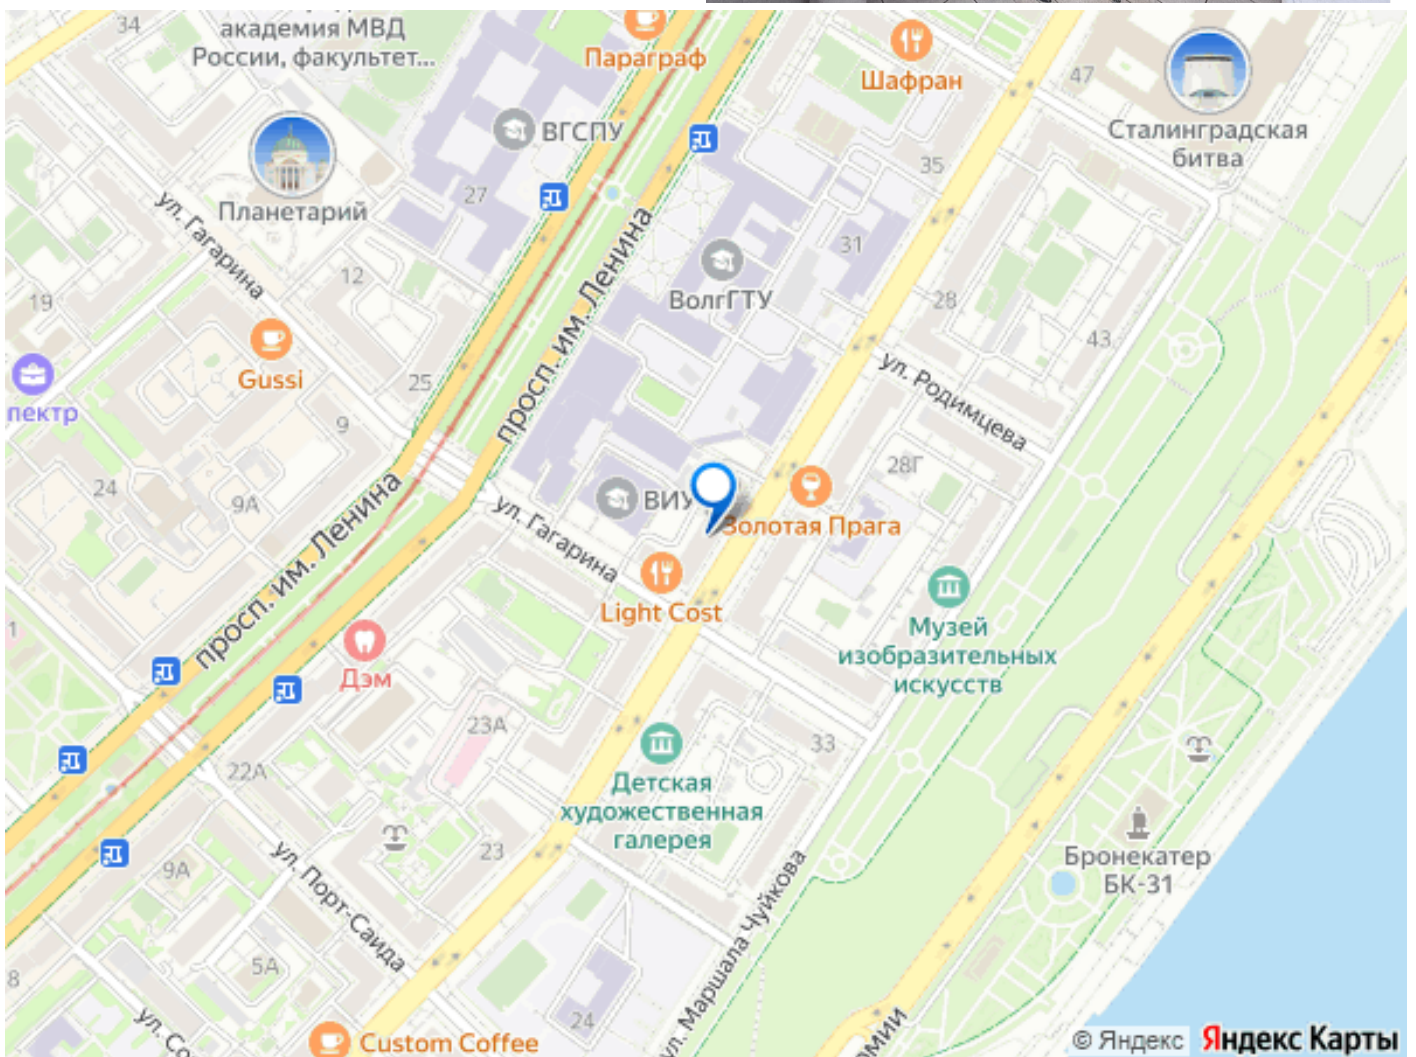 34
академия МВД
России, факультет...
Параграф
Шафран
47
Сталинградская
битва
ВГСПУ
Планетарий
27
35
ул. Гагарина
просп. им. Ленина
31
12
19
ВолгГТУ
28
43
Gussi
25
пектр
9
ул. Родимцева
24
9А
28Г
ВИУ
Золотая Прага
просп. им. Ленина
ул. Гагарина
Light Cost
1
Музей
изобразительных
искусств
Дэм
23А
33
22А
Детская
художественная
галерея
23
9А
Бронекатер
БК-31
ул. Порт-Саида
ул. Маршала Чуйкова
8
5А
24
ул. Со
Custom Coffee
омии
© Яндекс
Яндекс Карты